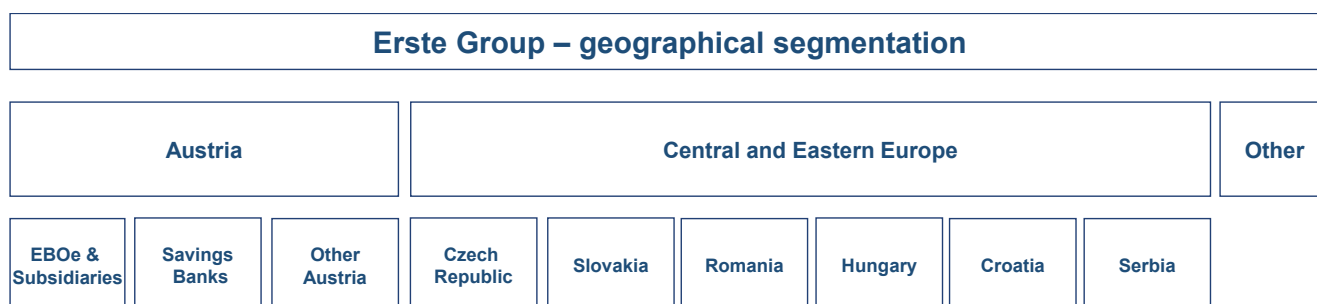 Erste Group – geographical segmentation
Austria
Central and Eastern Europe
Other
EBOe &
Subsidiaries
Savings
Banks
Other
Austria
Czech
Republic
Slovakia
Romania
Hungary
Croatia
Serbia